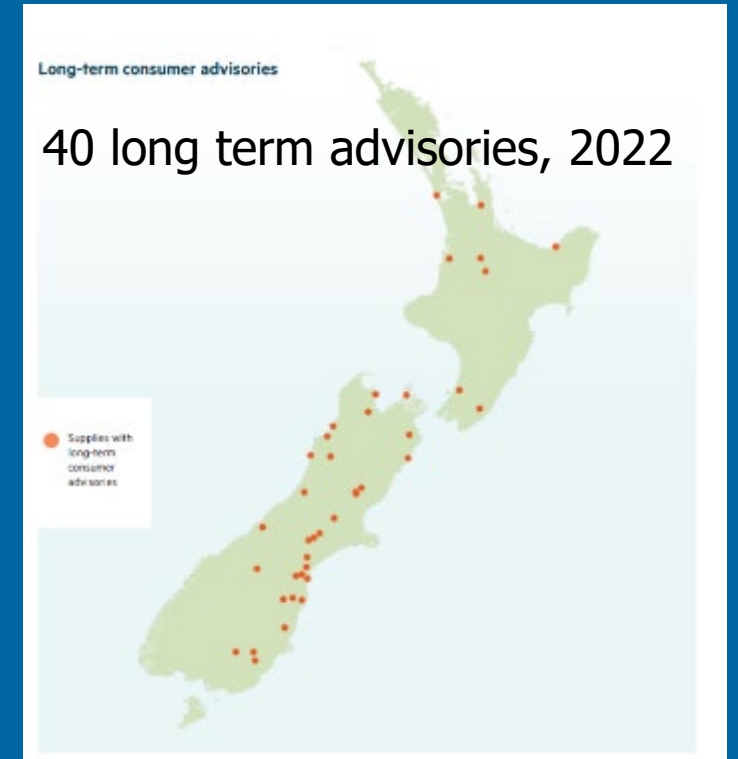 Long-term consumer advisories
40 long term advisories, 2022
Supplies with
long-term
consumer
advisories